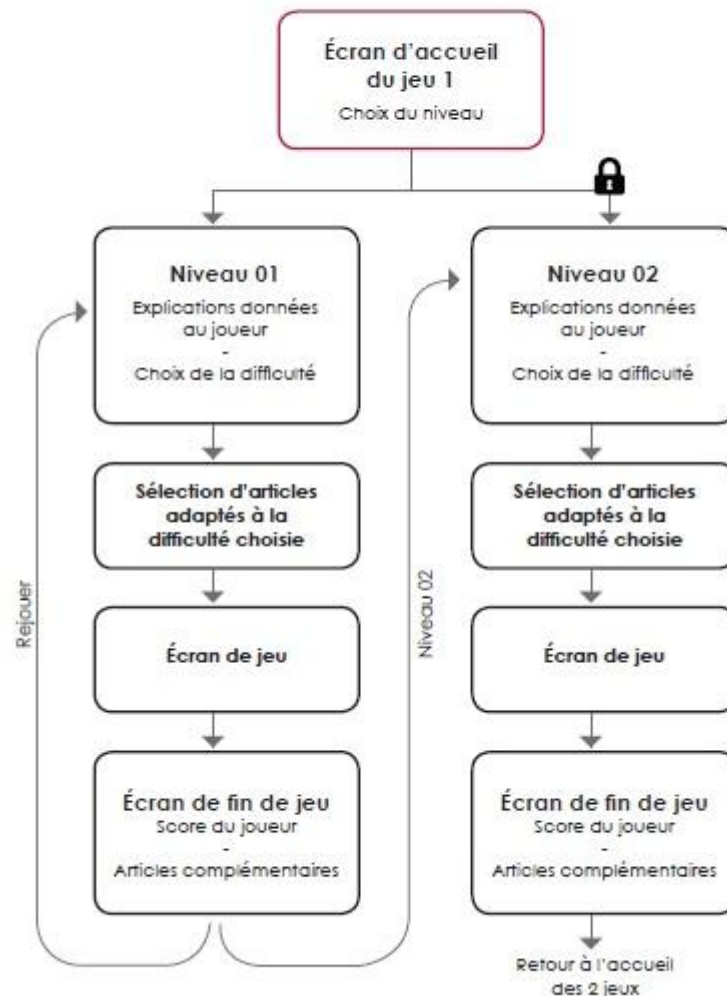 Écran d'accueil
du jeu 1
Choix du niveau
Niveau 01
Explications données
au joueur
-
Choix de la difficulté
Sélection d'articles
adaptés à la
difficulté choisie
Écran de jeu
Écran de fin de jeu
Score du joueur
-
Articles complémentaires
Rejouer
Niveau 02
Niveau 02
Explications données
au joueur
-
Choix de la difficulté
Sélection d'articles
adaptés à la
difficulté choisie
Écran de jeu
Écran de fin de jeu
Score du joueur
-
Articles complémentaires
Retour à l'accueil
des 2 jeux